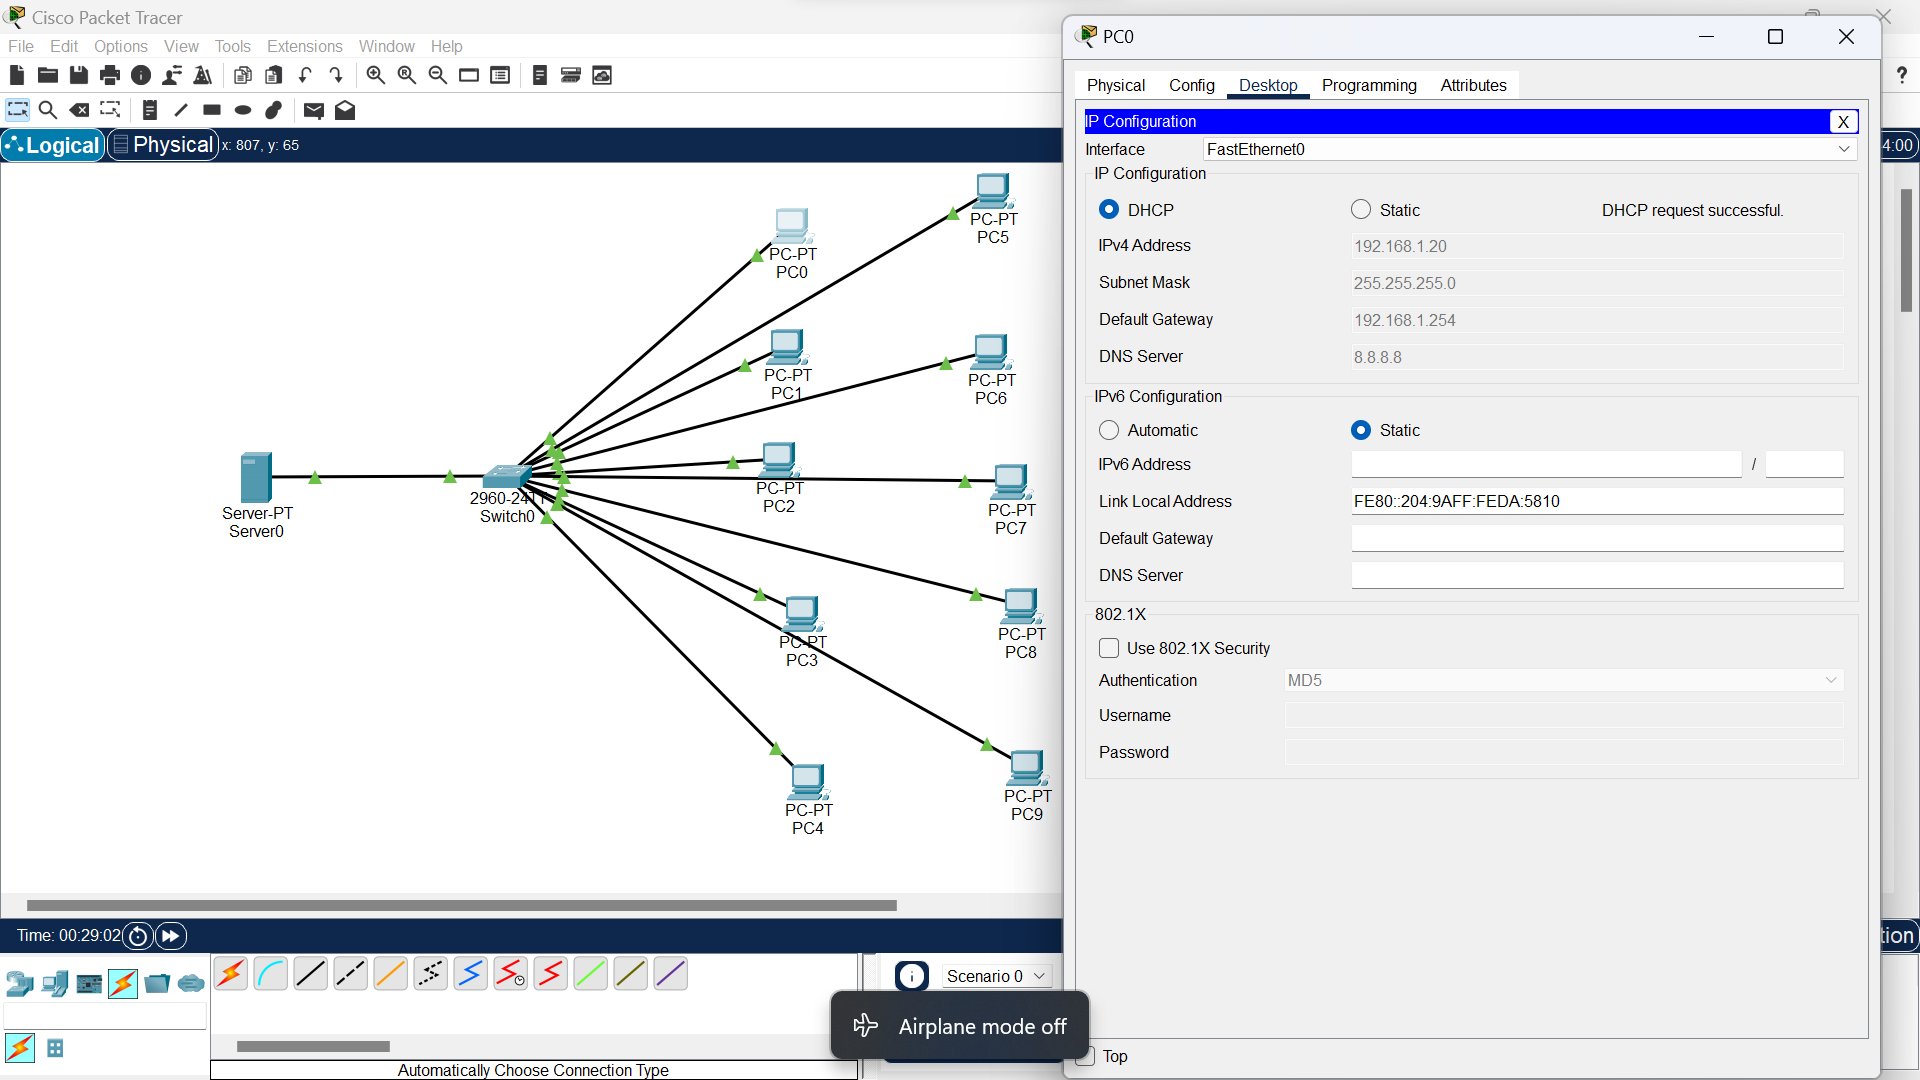 Cisco Packet Tracer
File Edit Options View Tools Extensions Window Help
Logical Physical x: 807, y: 65
4:00
PC-PT
PC5
PC-PT
PC0
PC-PT
PC1
PC-PT
PC6
PC-PT
PC2
PC-PT
PC7
Server-PT
Server0
2960-24TT
Switch0
PC-PT
PC3
PC-PT
PC8
PC-PT
PC4
PC-PT
PC9
Time: 00:29:02
Scenario 0
Automatically Choose Connection Type
Airplane mode off
PC0
Physical Config Desktop Programming Attributes
IP Configuration X
Interface FastEthernet0
IP Configuration
DHCP Static DHCP request successful.
IPv4 Address 192.168.1.20
Subnet Mask 255.255.255.0
Default Gateway 192.168.1.254
DNS Server 8.8.8.8
IPv6 Configuration
Automatic Static
IPv6 Address /
Link Local Address FE80::204:9AFF:FEDA:5810
Default Gateway
DNS Server
802.1X
Use 802.1X Security
Authentication MD5
Username
Password
Top
?
tion